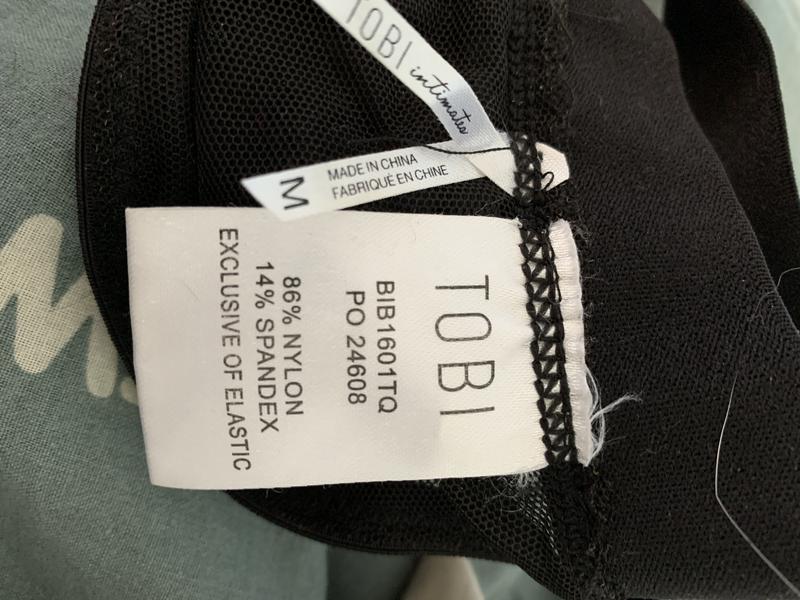 TOBI
intimates
M
MADE IN CHINA
FABRIQUÉ EN CHINE
TOBI
BIB1601TQ
PO 24608
86% NYLON
14% SPANDEX
EXCLUSIVE OF ELASTIC